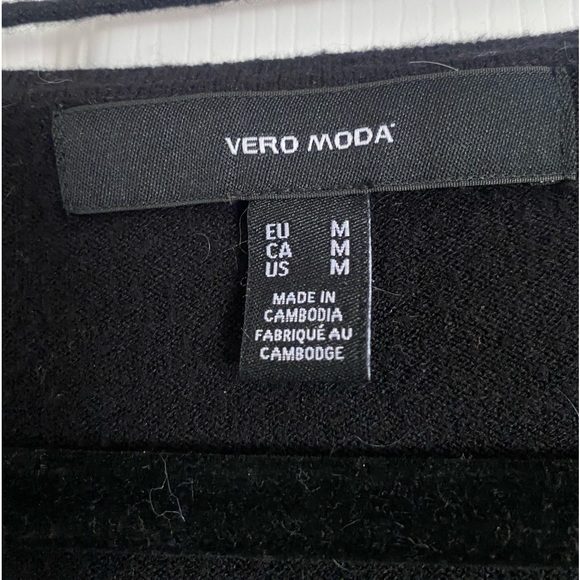 VERO MODA
EU M
CA M
US M
MADE IN
CAMBODIA
FABRIQUÉ AU
CAMBODGE